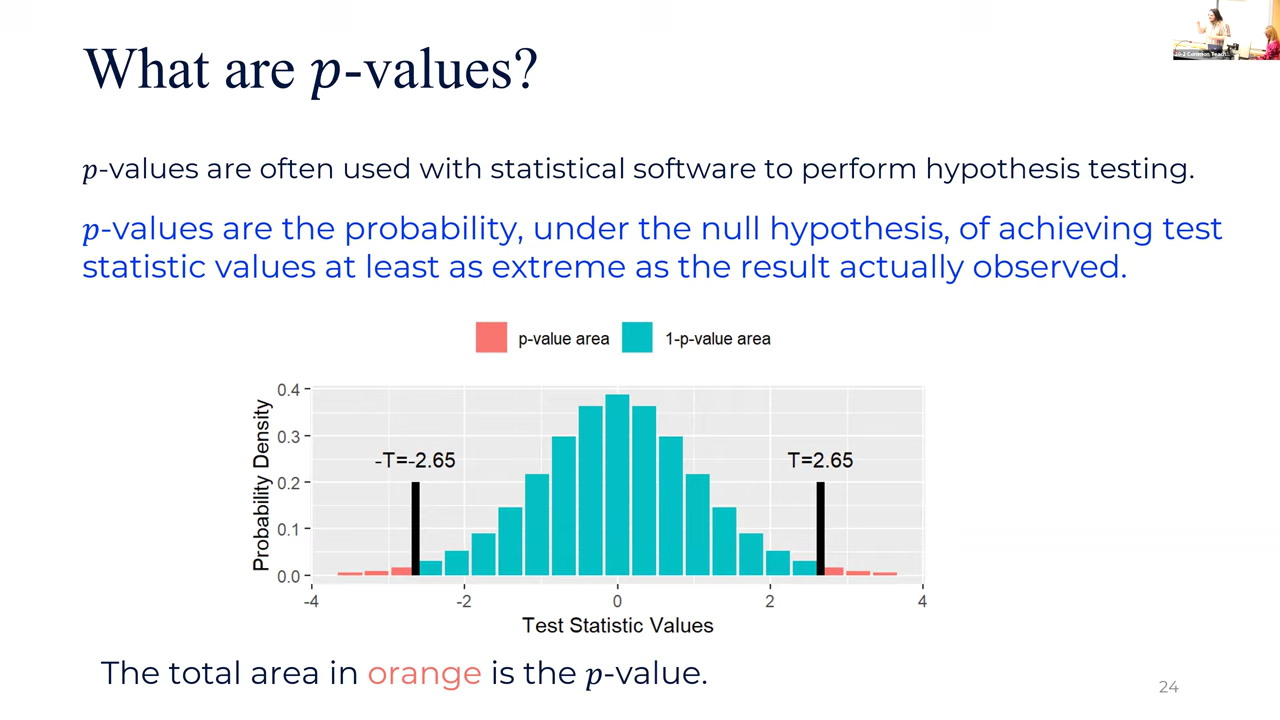 What are p-values?
p-values are often used with statistical software to perform hypothesis testing.
p-values are the probability, under the null hypothesis, of achieving test
statistic values at least as extreme as the result actually observed.
p-value area
1-p-value area
Probability Density
0.4
0.3
0.2
0.1
0.0
-T=-2.65
T=2.65
-4
-2
0
2
4
Test Statistic Values
The total area in orange is the p-value.
24